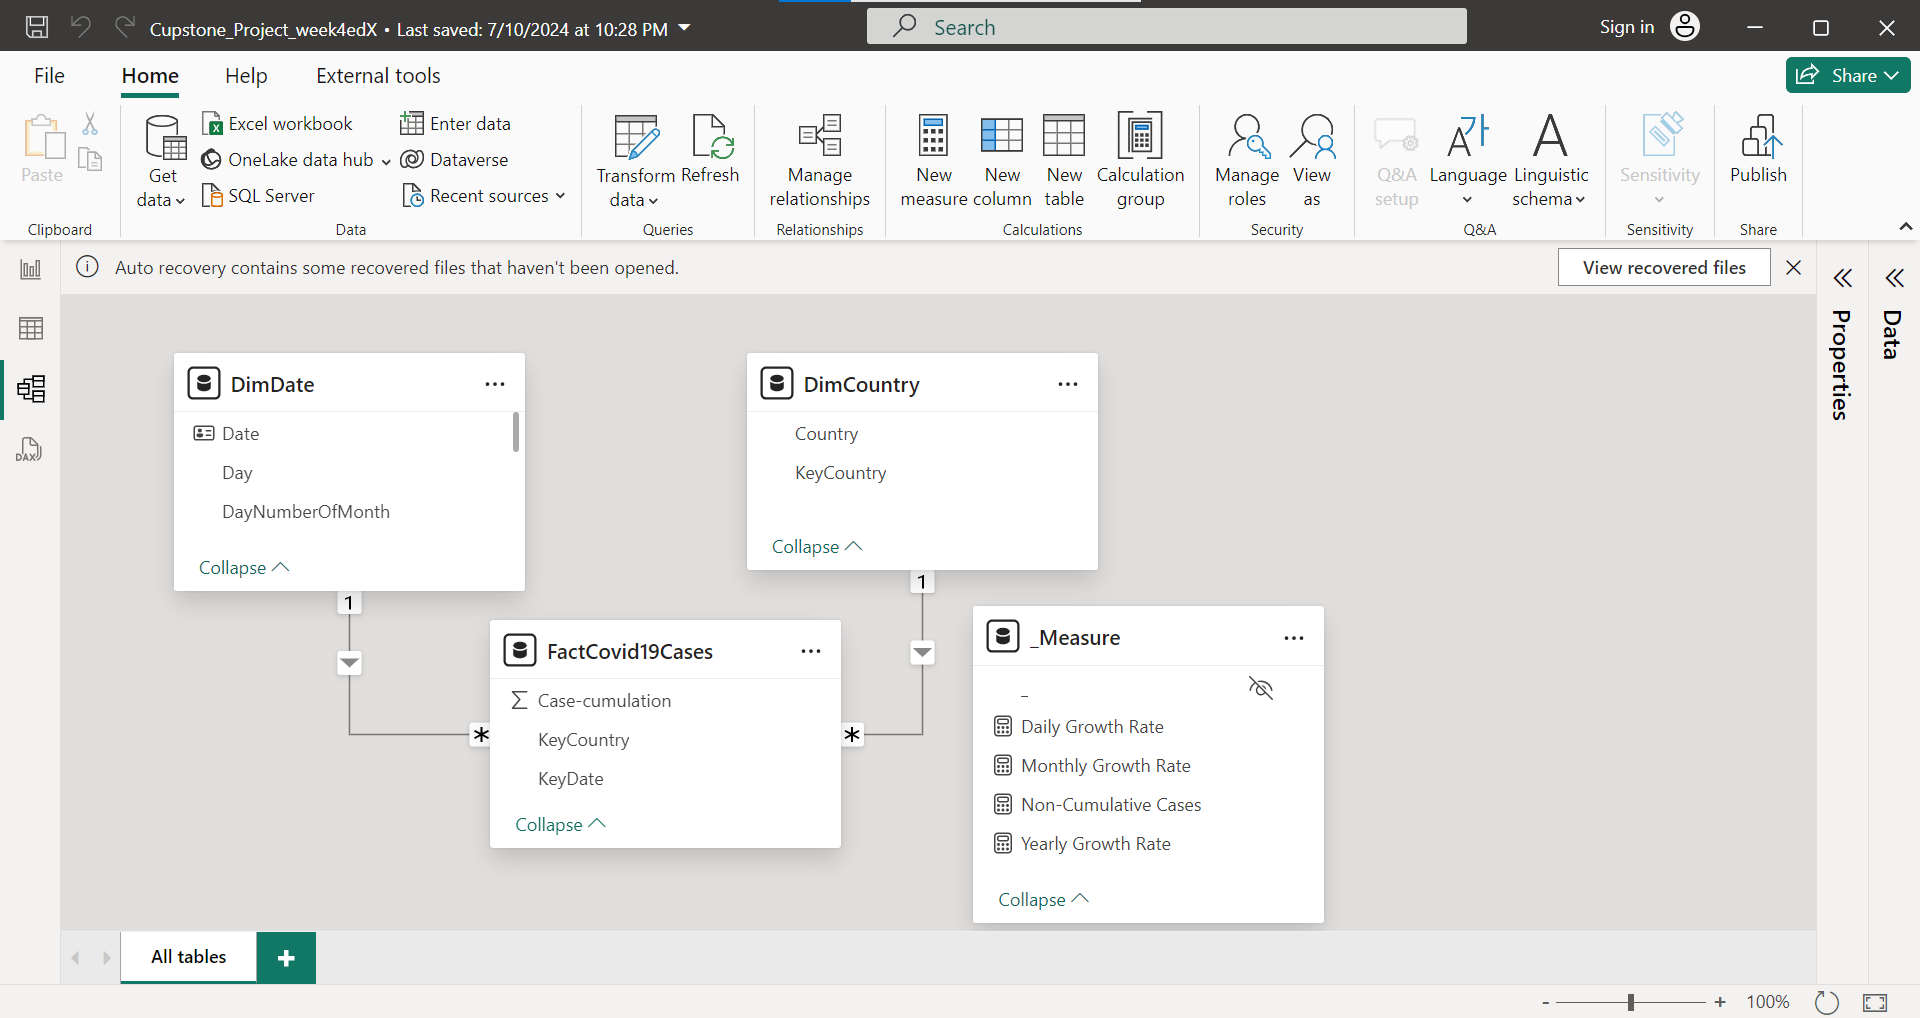 Cupstone_Project_week4edX • Last saved: 7/10/2024 at 10:28 PM
Search
Sign in
File
Home
Help
External tools
Share
Paste
Clipboard
Get data
Excel workbook
OneLake data hub
SQL Server
Enter data
Dataverse
Recent sources
Data
Transform data
Refresh
Queries
Manage relationships
Relationships
New measure
New column
New table
Calculation group
Calculations
Manage roles
View as
Security
Q&A setup
Language
Linguistic schema
Q&A
Sensitivity
Sensitivity
Publish
Share
Auto recovery contains some recovered files that haven't been opened.
View recovered files
Properties
Data
DAX
DimDate
Date
Day
DayNumberOfMonth
Collapse
1
DimCountry
Country
KeyCountry
Collapse
1
FactCovid19Cases
Case-cumulation
KeyCountry
KeyDate
Collapse
*
*
_Measure
_
Daily Growth Rate
Monthly Growth Rate
Non-Cumulative Cases
Yearly Growth Rate
Collapse
All tables
+
- + 100%